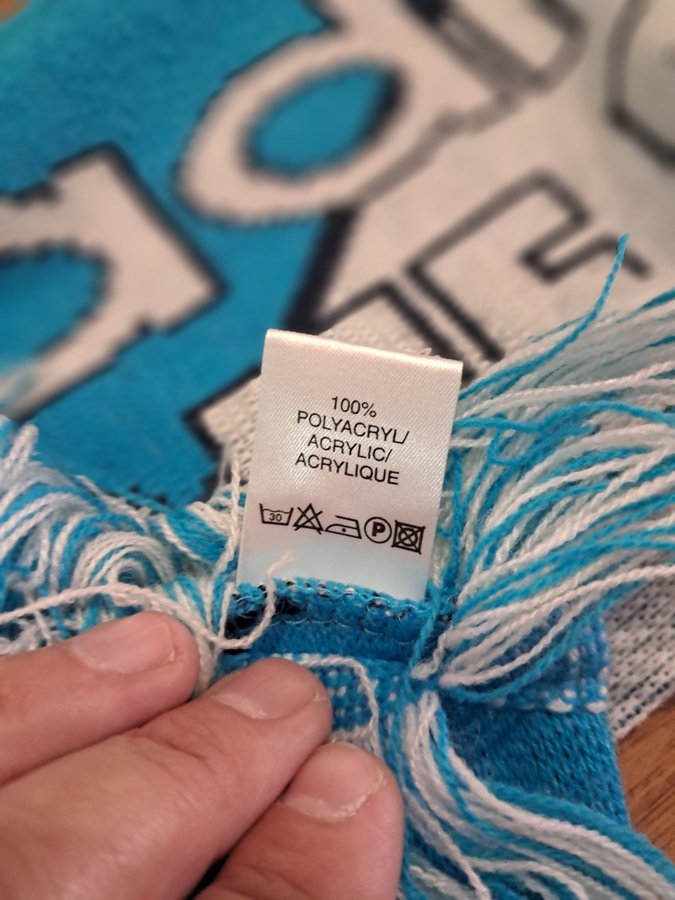 100%
POLYACRYL/
ACRYLIC/
ACRYLIQUE
30 P